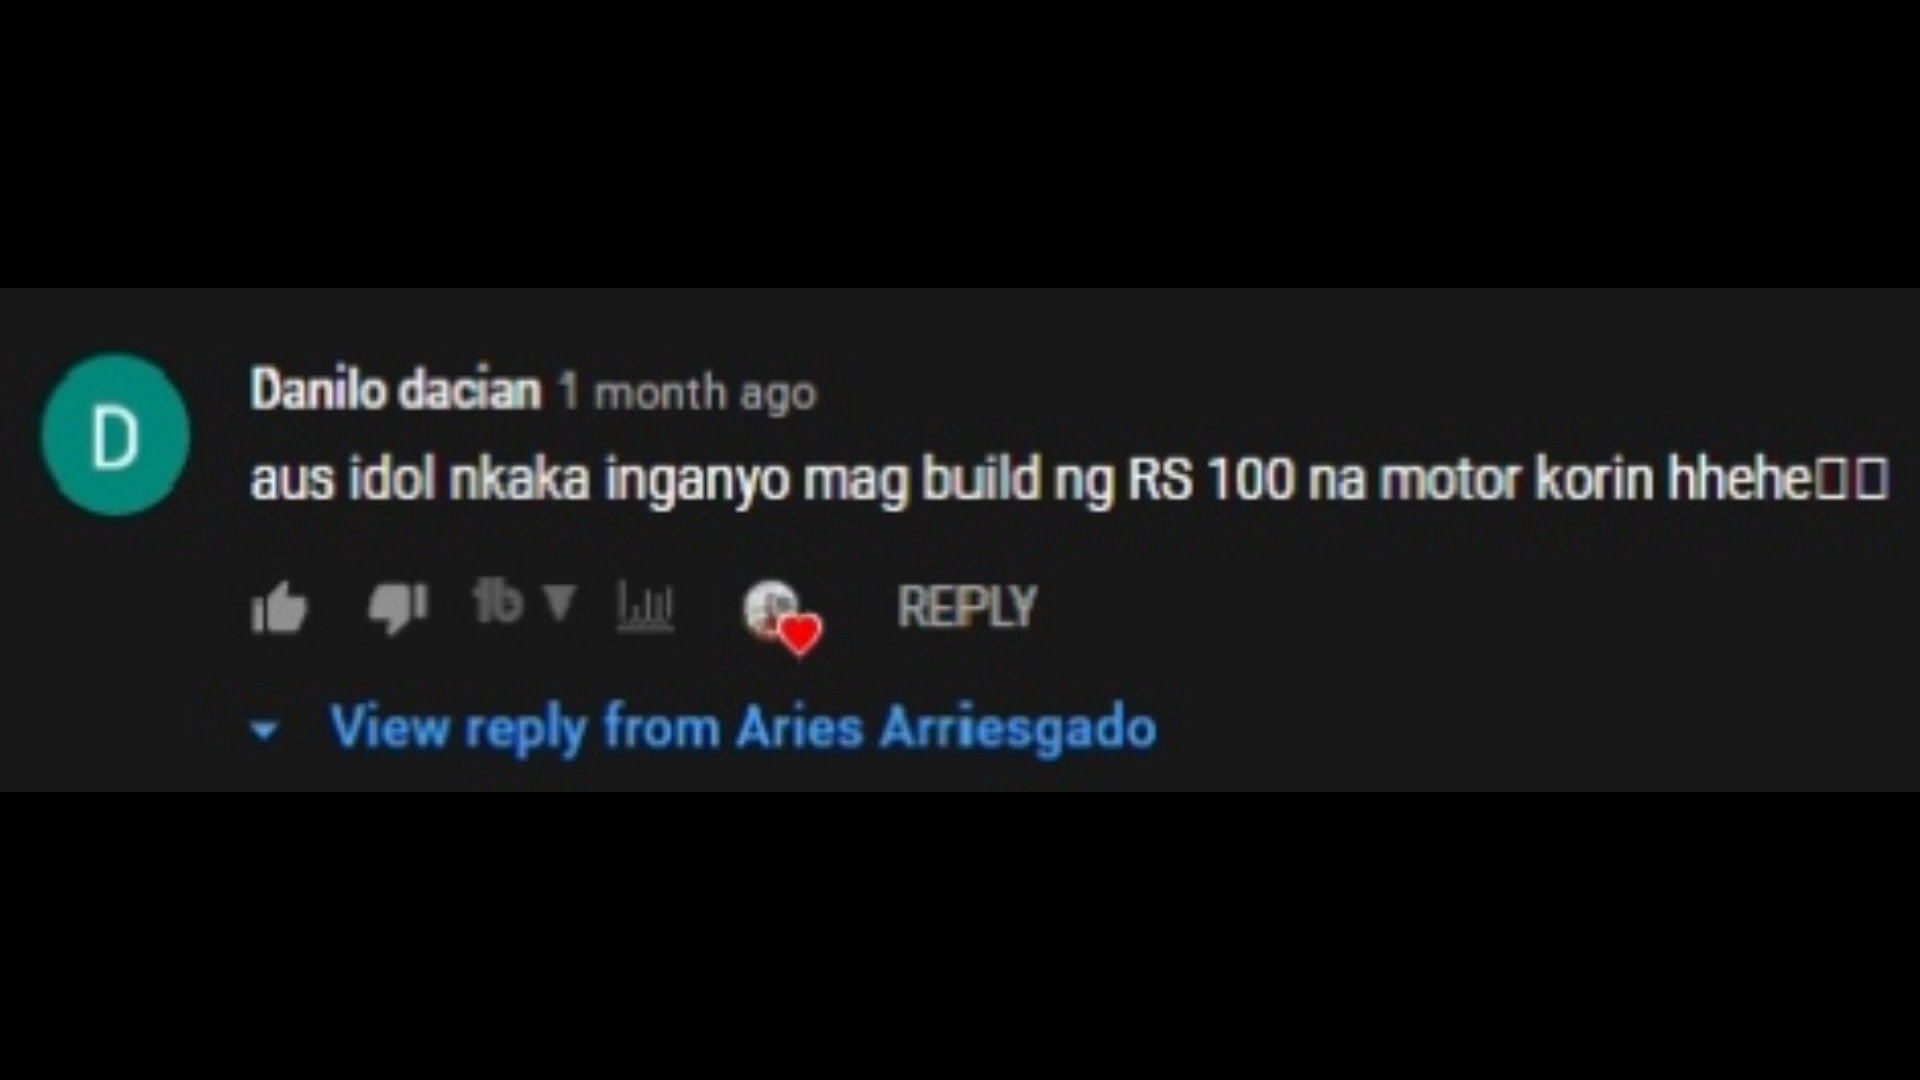 D
Danilo dacian 1 month ago
aus idol nkaka inganyo mag build ng RS 100 na motor korin hhehe□□
tb
REPLY
View reply from Aries Arriesgado